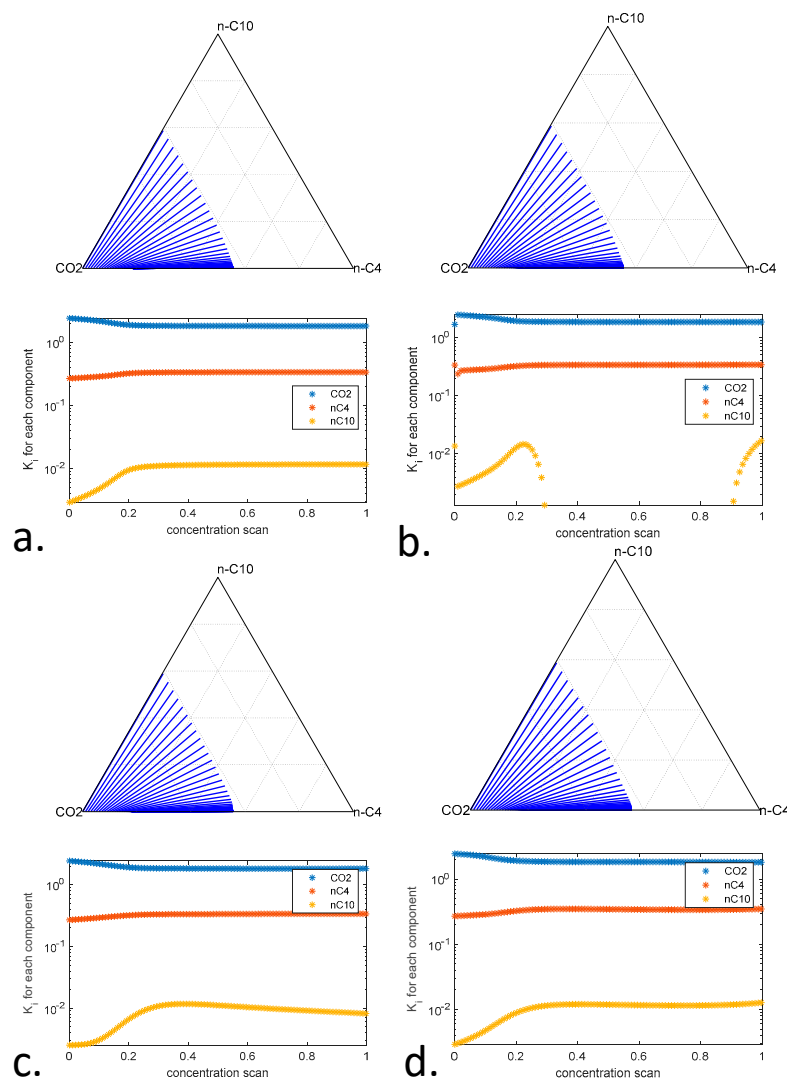 n-C10
CO2
n-C4
10^0
10^-1
10^-2
K_i for each component
CO2
nC4
nC10
0 0.2 0.4 0.6 0.8 1
concentration scan
a.
n-C10
CO2
n-C4
10^0
10^-1
10^-2
K_i for each component
CO2
nC4
nC10
0 0.2 0.4 0.6 0.8 1
concentration scan
b.
n-C10
CO2
n-C4
10^0
10^-1
10^-2
K_i for each component
CO2
nC4
nC10
0 0.2 0.4 0.6 0.8 1
concentration scan
c.
n-C10
CO2
n-C4
10^0
10^-1
10^-2
K_i for each component
CO2
nC4
nC10
0 0.2 0.4 0.6 0.8 1
concentration scan
d.